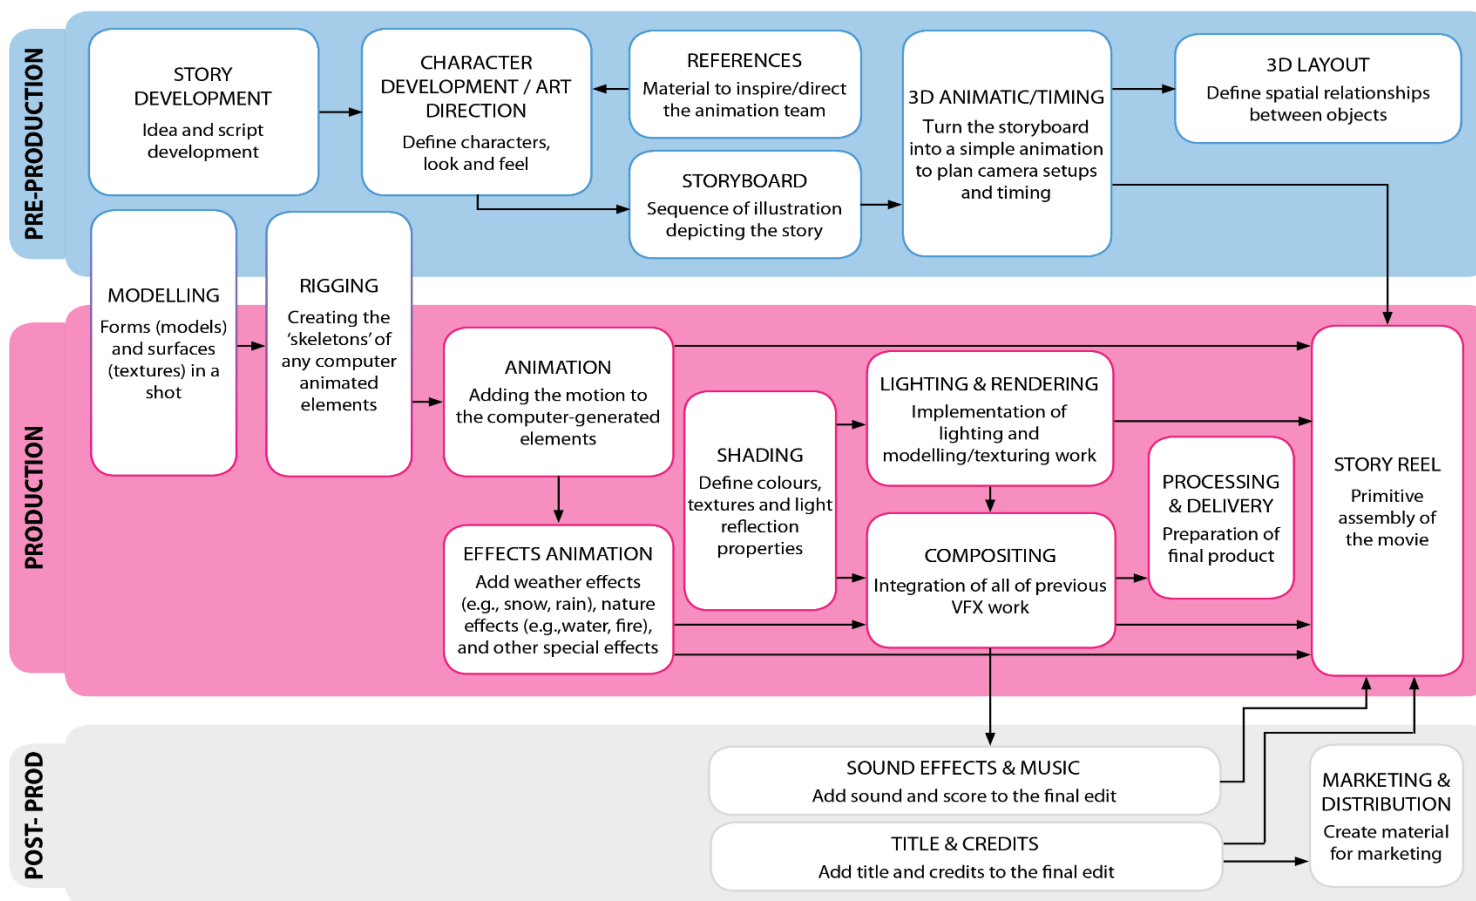 PRE-PRODUCTION
STORY
DEVELOPMENT
Idea and script
development
CHARACTER
DEVELOPMENT / ART
DIRECTION
Define characters,
look and feel
REFERENCES
Material to inspire/direct
the animation team
STORYBOARD
Sequence of illustration
depicting the story
3D ANIMATIC/TIMING
Turn the storyboard
into a simple animation
to plan camera setups
and timing
3D LAYOUT
Define spatial relationships
between objects
PRODUCTION
MODELLING
Forms (models)
and surfaces
(textures) in a
shot
RIGGING
Creating the
‘skeletons’ of
any computer
animated
elements
ANIMATION
Adding the motion to
the computer-generated
elements
EFFECTS ANIMATION
Add weather effects
(e.g., snow, rain), nature
effects (e.g.,water, fire),
and other special effects
SHADING
Define colours,
textures and light
reflection
properties
LIGHTING & RENDERING
Implementation of
lighting and
modelling/texturing work
COMPOSITING
Integration of all of previous
VFX work
PROCESSING
& DELIVERY
Preparation of
final product
STORY REEL
Primitive
assembly of
the movie
POST- PROD
SOUND EFFECTS & MUSIC
Add sound and score to the final edit
TITLE & CREDITS
Add title and credits to the final edit
MARKETING &
DISTRIBUTION
Create material
for marketing